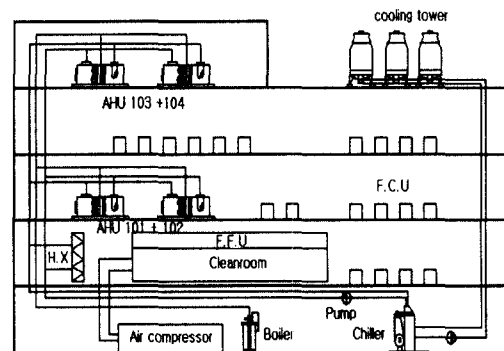 cooling tower
AHU 103 +104
F.C.U
AHU 101 + 102
F.F.U
H.X
Cleanroom
Pump
Air compressor
Boiler
Chiller